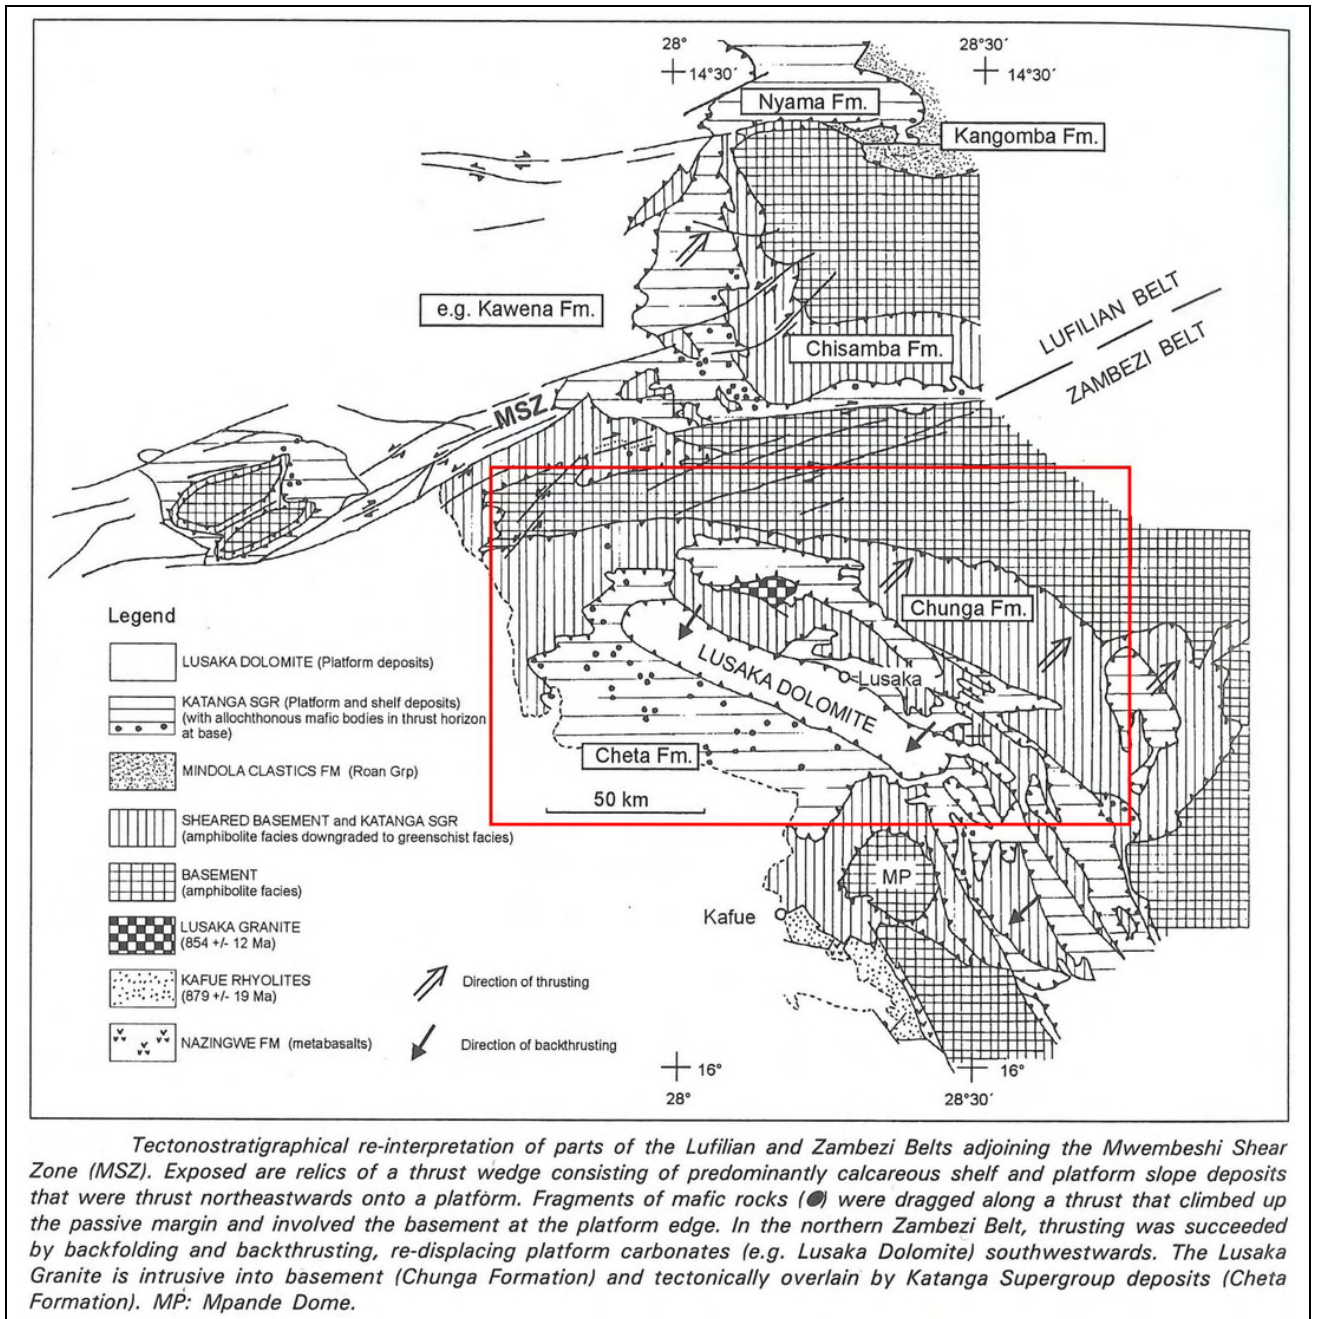 28°
28°30´
14°30´
14°30´
Nyama Fm.
Kangomba Fm.
e.g. Kawena Fm.
Chisamba Fm.
LUFILIAN BELT
ZAMBEZI BELT
MSZ
Chunga Fm.
LUSAKA DOLOMITE
Lusaka
Cheta Fm.
50 km
MP
Kafue
16°
16°
28°
28°30´
Legend
LUSAKA DOLOMITE (Platform deposits)
KATANGA SGR (Platform and shelf deposits)
(with allochthonous mafic bodies in thrust horizon
at base)
MINDOLA CLASTICS FM (Roan Grp)
SHEARED BASEMENT and KATANGA SGR
(amphibolite facies downgraded to greenschist facies)
BASEMENT
(amphibolite facies)
LUSAKA GRANITE
(854 +/- 12 Ma)
KAFUE RHYOLITES
(879 +/- 19 Ma)
NAZINGWE FM (metabasalts)
Direction of thrusting
Direction of backthrusting
Tectonostratigraphical re-interpretation of parts of the Lufilian and Zambezi Belts adjoining the Mwembeshi Shear
Zone (MSZ). Exposed are relics of a thrust wedge consisting of predominantly calcareous shelf and platform slope deposits
that were thrust northeastwards onto a platform. Fragments of mafic rocks (●) were dragged along a thrust that climbed up
the passive margin and involved the basement at the platform edge. In the northern Zambezi Belt, thrusting was succeeded
by backfolding and backthrusting, re-displacing platform carbonates (e.g. Lusaka Dolomite) southwestwards. The Lusaka
Granite is intrusive into basement (Chunga Formation) and tectonically overlain by Katanga Supergroup deposits (Cheta
Formation). MP: Mpande Dome.